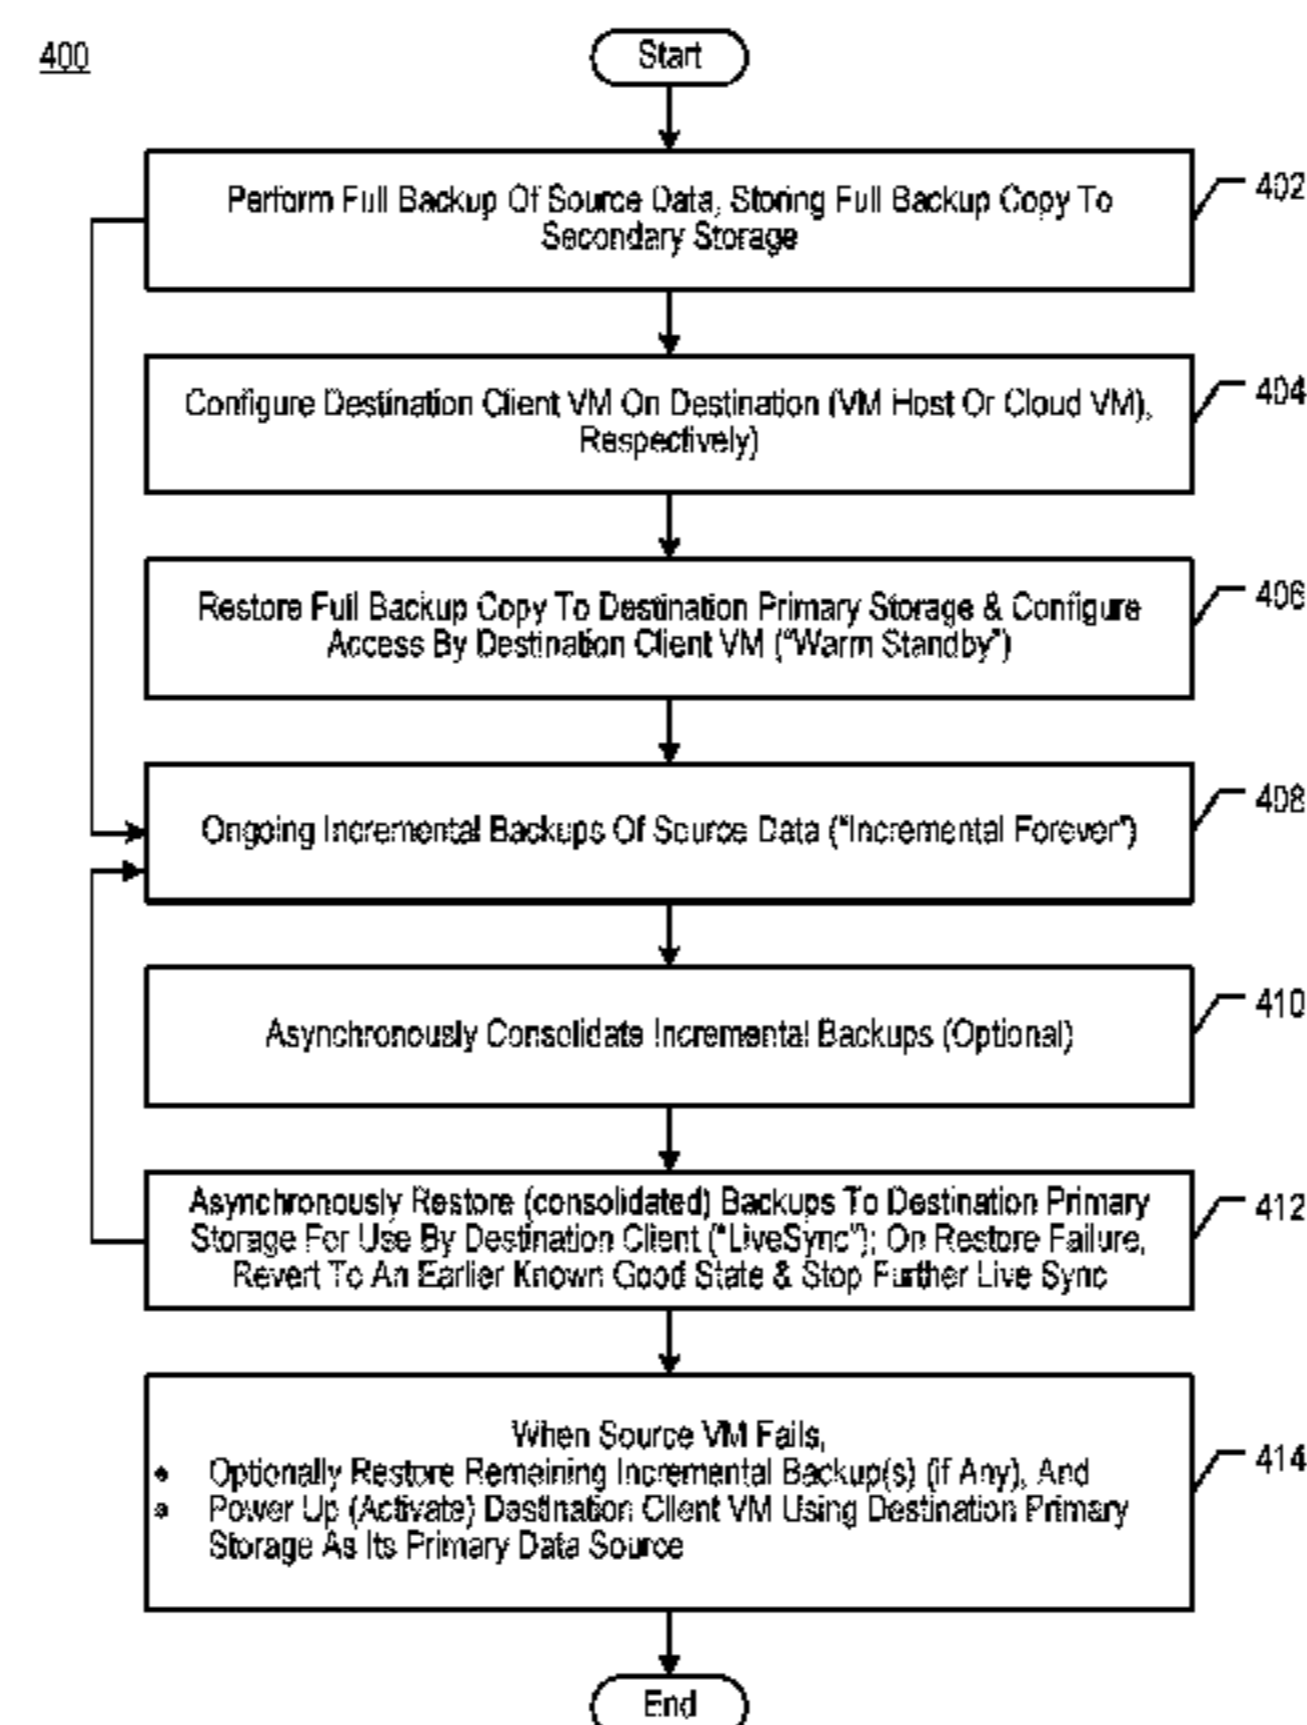 400
Start
Perform Full Backup Of Source Data, Storing Full Backup Copy To
Secondary Storage
402
Configure Destination Client VM On Destination (VM Host Or Cloud VM),
Respectively)
404
Restore Full Backup Copy To Destination Primary Storage & Configure
Access By Destination Client VM ("Warm Standby")
406
Ongoing Incremental Backups Of Source Data ("Incremental Forever")
408
Asynchronously Consolidate Incremental Backups (Optional)
410
Asynchronously Restore (consolidated) Backups To Destination Primary
Storage For Use By Destination Client ("LiveSync"); On Restore Failure,
Revert To An Earlier Known Good State & Stop Further Live Sync
412
When Source VM Fails,
• Optionally Restore Remaining Incremental Backup(s) (if Any), And
• Power Up (Activate) Destination Client VM Using Destination Primary
Storage As Its Primary Data Source
414
End